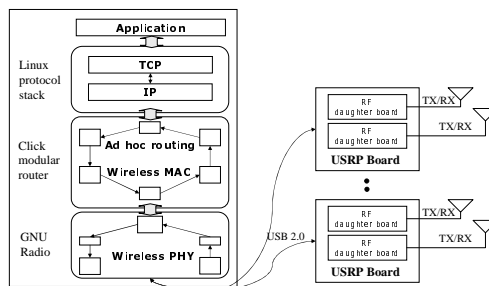 Application
Linux
protocol
stack
TCP
IP
Click
modular
router
Ad hoc routing
Wireless MAC
GNU
Radio
Wireless PHY
USB 2.0
RF
daughter board
TX/RX
RF
daughter board
TX/RX
USRP Board
RF
daughter board
TX/RX
RF
daughter board
TX/RX
USRP Board